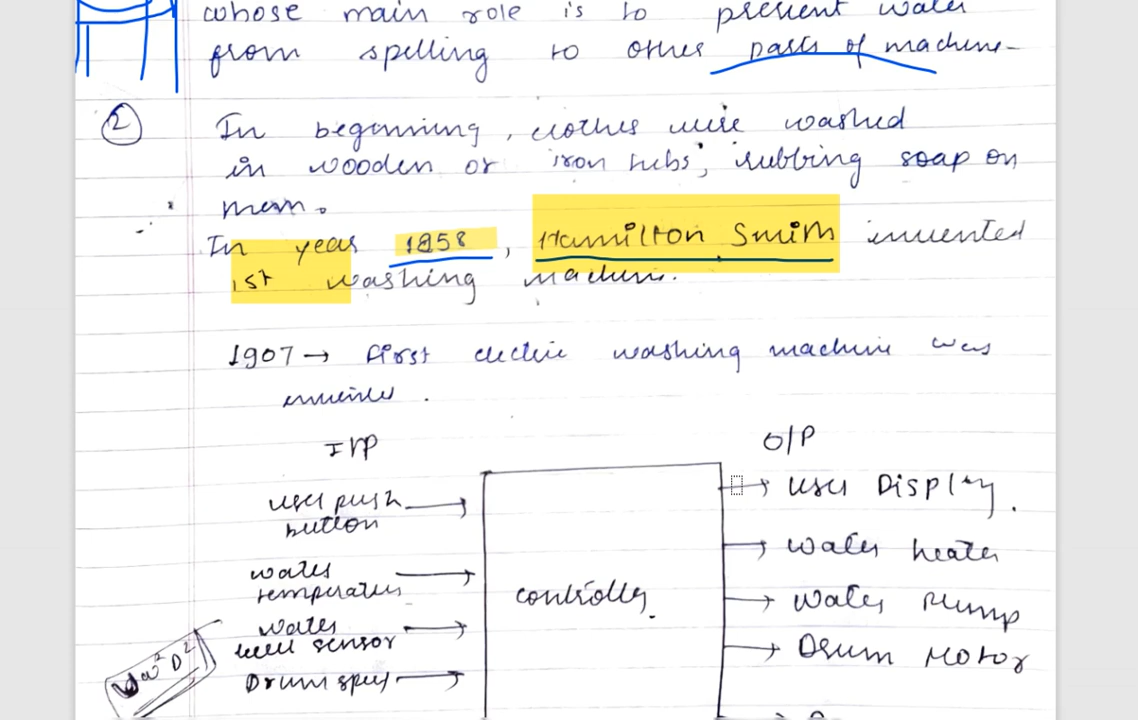 whose main role is to prevent water
from spelling to other parts of machine-
② In beginning, clothes were washed
in wooden or iron tubs, rubbing soap on
them.
In year 1858, Hamilton Smith invented
1st washing machine.
1907 → First electric washing machine was
I/P
O/P
user push
button
water
temperature
water
level sensor
Drum
controller
user Display.
water heater
water pump
Drum Motor